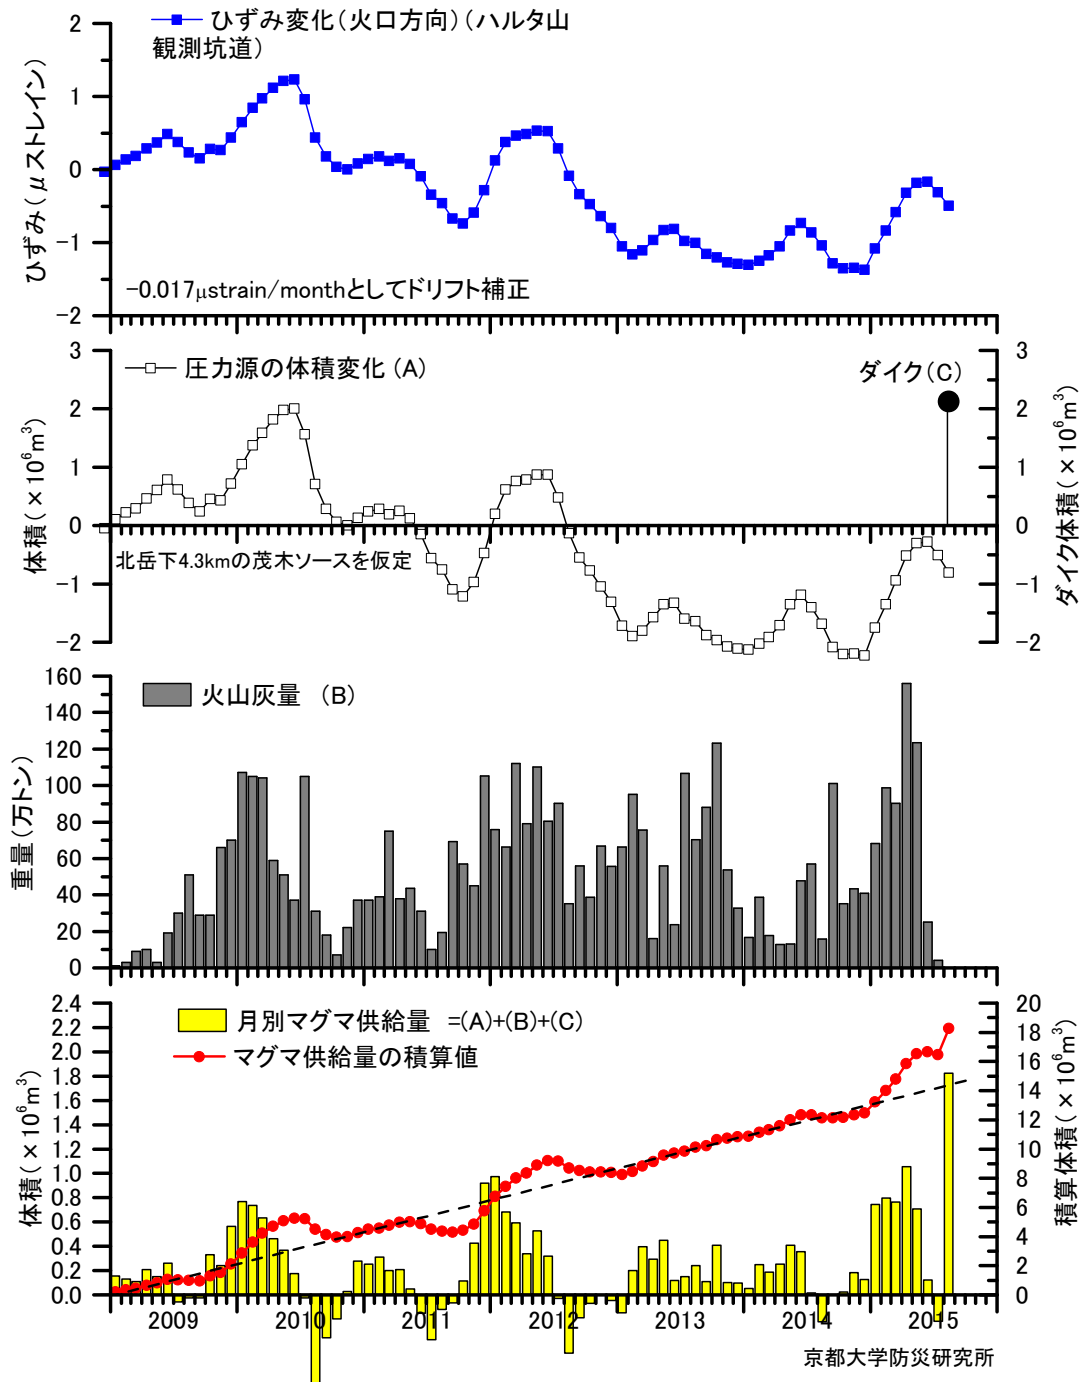 ひずみ変化(火口方向)(ハルタ山
観測坑道)
2
1
0
−1
−2
ひずみ(μストレイン)
−0.017μstrain/monthとしてドリフト補正
圧力源の体積変化 (A)
ダイク(C)
3
2
1
0
−1
−2
体積(×10⁶m³)
3
2
1
0
−1
−2
ダイク体積(×10⁶m³)
北岳下4.3kmの茂木ソースを仮定
火山灰量 (B)
160
140
120
100
80
60
40
20
0
重量(万トン)
月別マグマ供給量 =(A)+(B)+(C)
マグマ供給量の積算値
2.4
2.2
2.0
1.8
1.6
1.4
1.2
1.0
0.8
0.6
0.4
0.2
0.0
体積(×10⁶m³)
20
18
16
14
12
10
8
6
4
2
0
積算体積(×10⁶m³)
2009 2010 2011 2012 2013 2014 2015
京都大学防災研究所